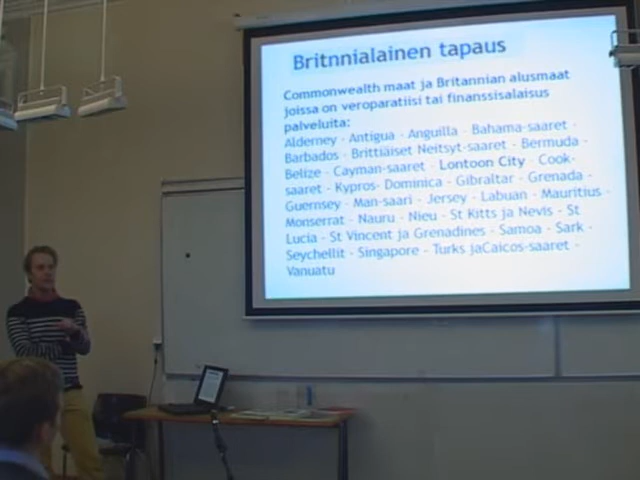 Britnnialainen tapaus
Commonwealth maat ja Britannian alusmaat
joissa on veroparatiisi tai finanssisalaisus
palveluita:
Alderney - Antigua - Anguilla - Bahama-saaret -
Barbados - Brittiäiset Neitsyt-saaret - Bermuda -
Belize - Cayman-saaret - Lontoon City - Cook-
saaret - Kypros- Dominica - Gibraltar - Grenada -
Guernsey - Man-saari - Jersey - Labuan - Mauritius -
Monserrat - Nauru - Nieu - St Kitts ja Nevis - St
Lucia - St Vincent ja Grenadines - Samoa - Sark -
Seychellit - Singapore - Turks jaCaicos-saaret -
Vanuatu